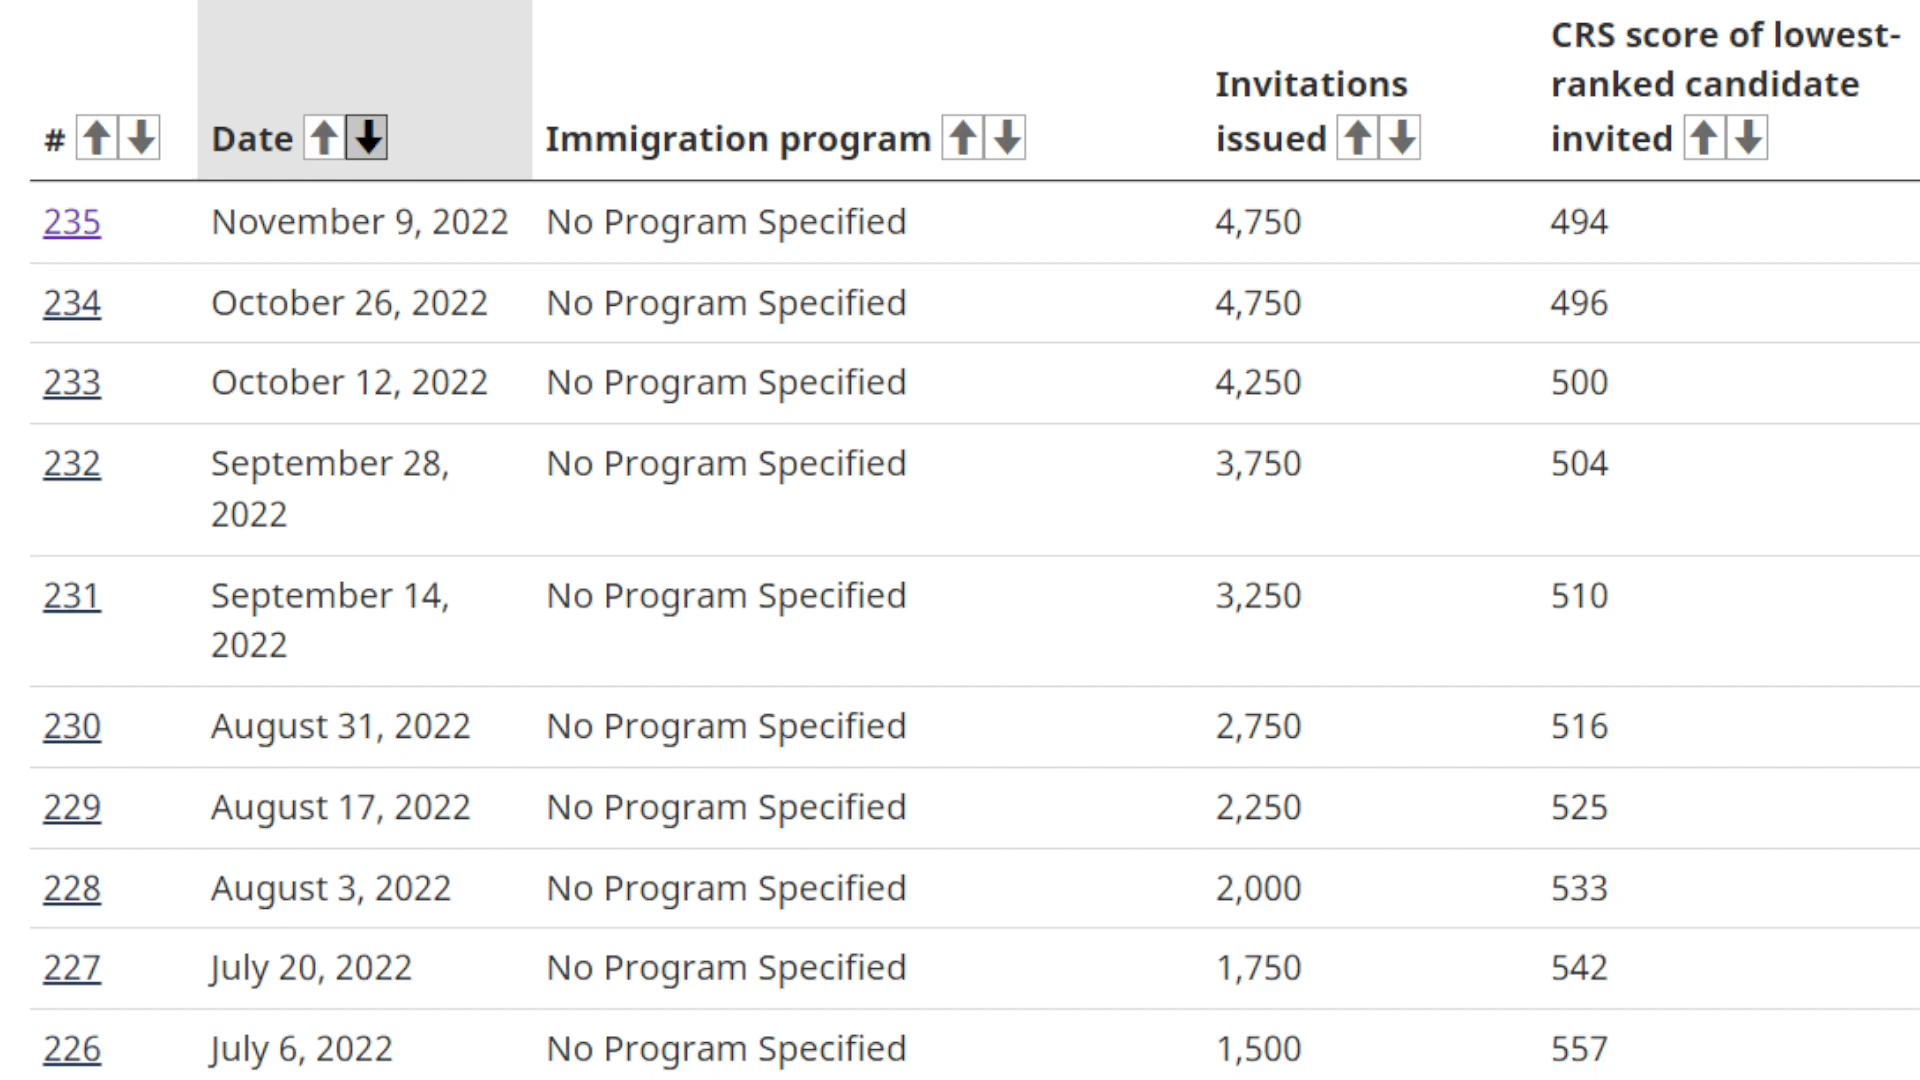 # Date Immigration program Invitations issued CRS score of lowest-ranked candidate invited
235 November 9, 2022 No Program Specified 4,750 494
234 October 26, 2022 No Program Specified 4,750 496
233 October 12, 2022 No Program Specified 4,250 500
232 September 28, 2022 No Program Specified 3,750 504
231 September 14, 2022 No Program Specified 3,250 510
230 August 31, 2022 No Program Specified 2,750 516
229 August 17, 2022 No Program Specified 2,250 525
228 August 3, 2022 No Program Specified 2,000 533
227 July 20, 2022 No Program Specified 1,750 542
226 July 6, 2022 No Program Specified 1,500 557